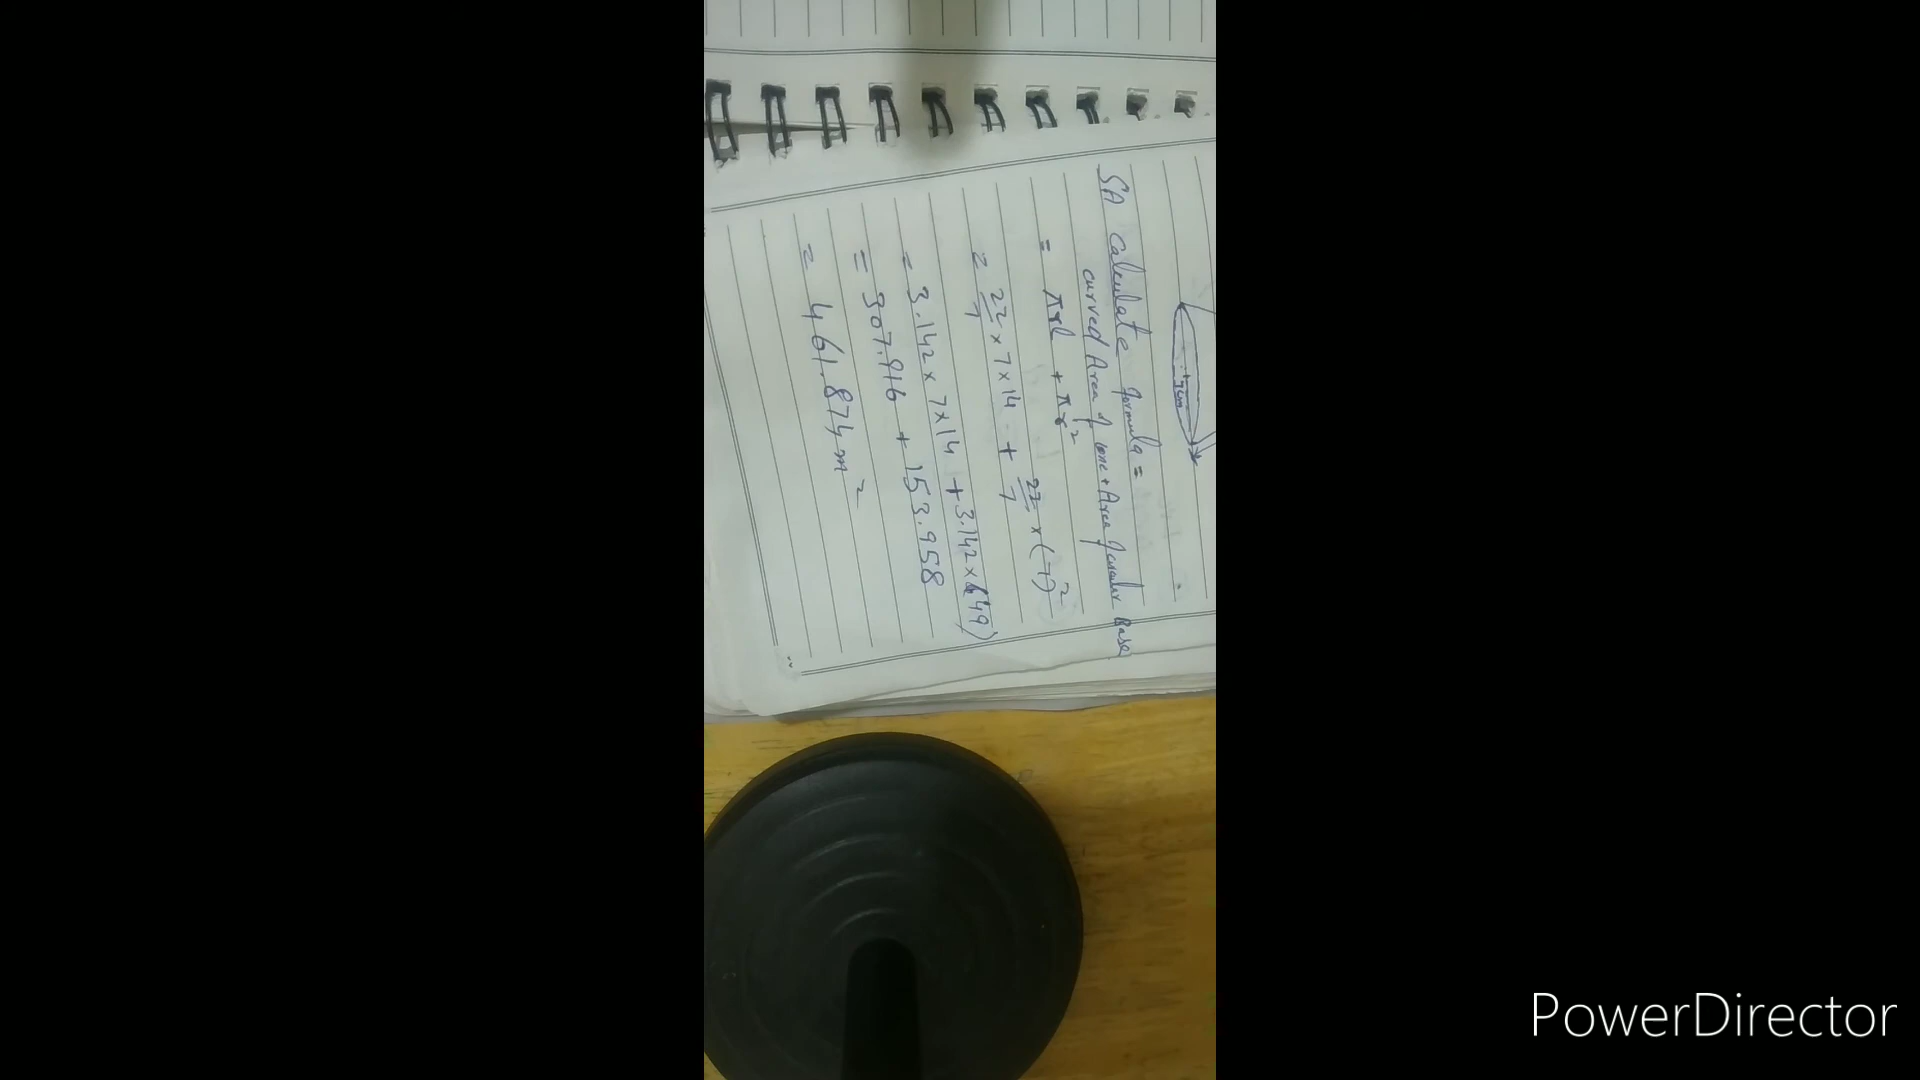 7cm
SA calculate formula =
curved Area of cone + Area of circular Base
= πrl + πr²
= 22/7 × 7 × 14 + 22/7 × (7)²
= 3.142 × 7 × 14 + 3.142 × (49)
= 307.916 + 153.958
= 461.874 m²
PowerDirector